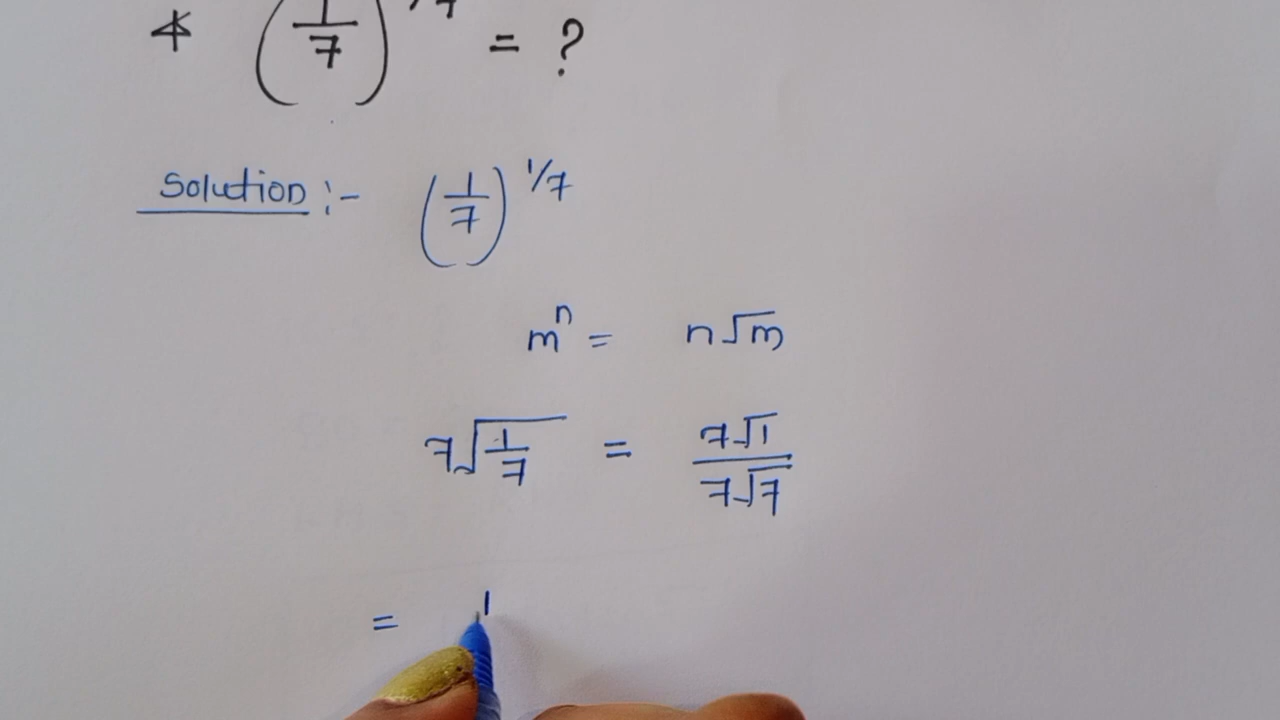 * (1/7)^1/7 = ?
Solution :- (1/7)^1/7
m^n = n√m
7√(1/7) = 7√1 / 7√7
= 1